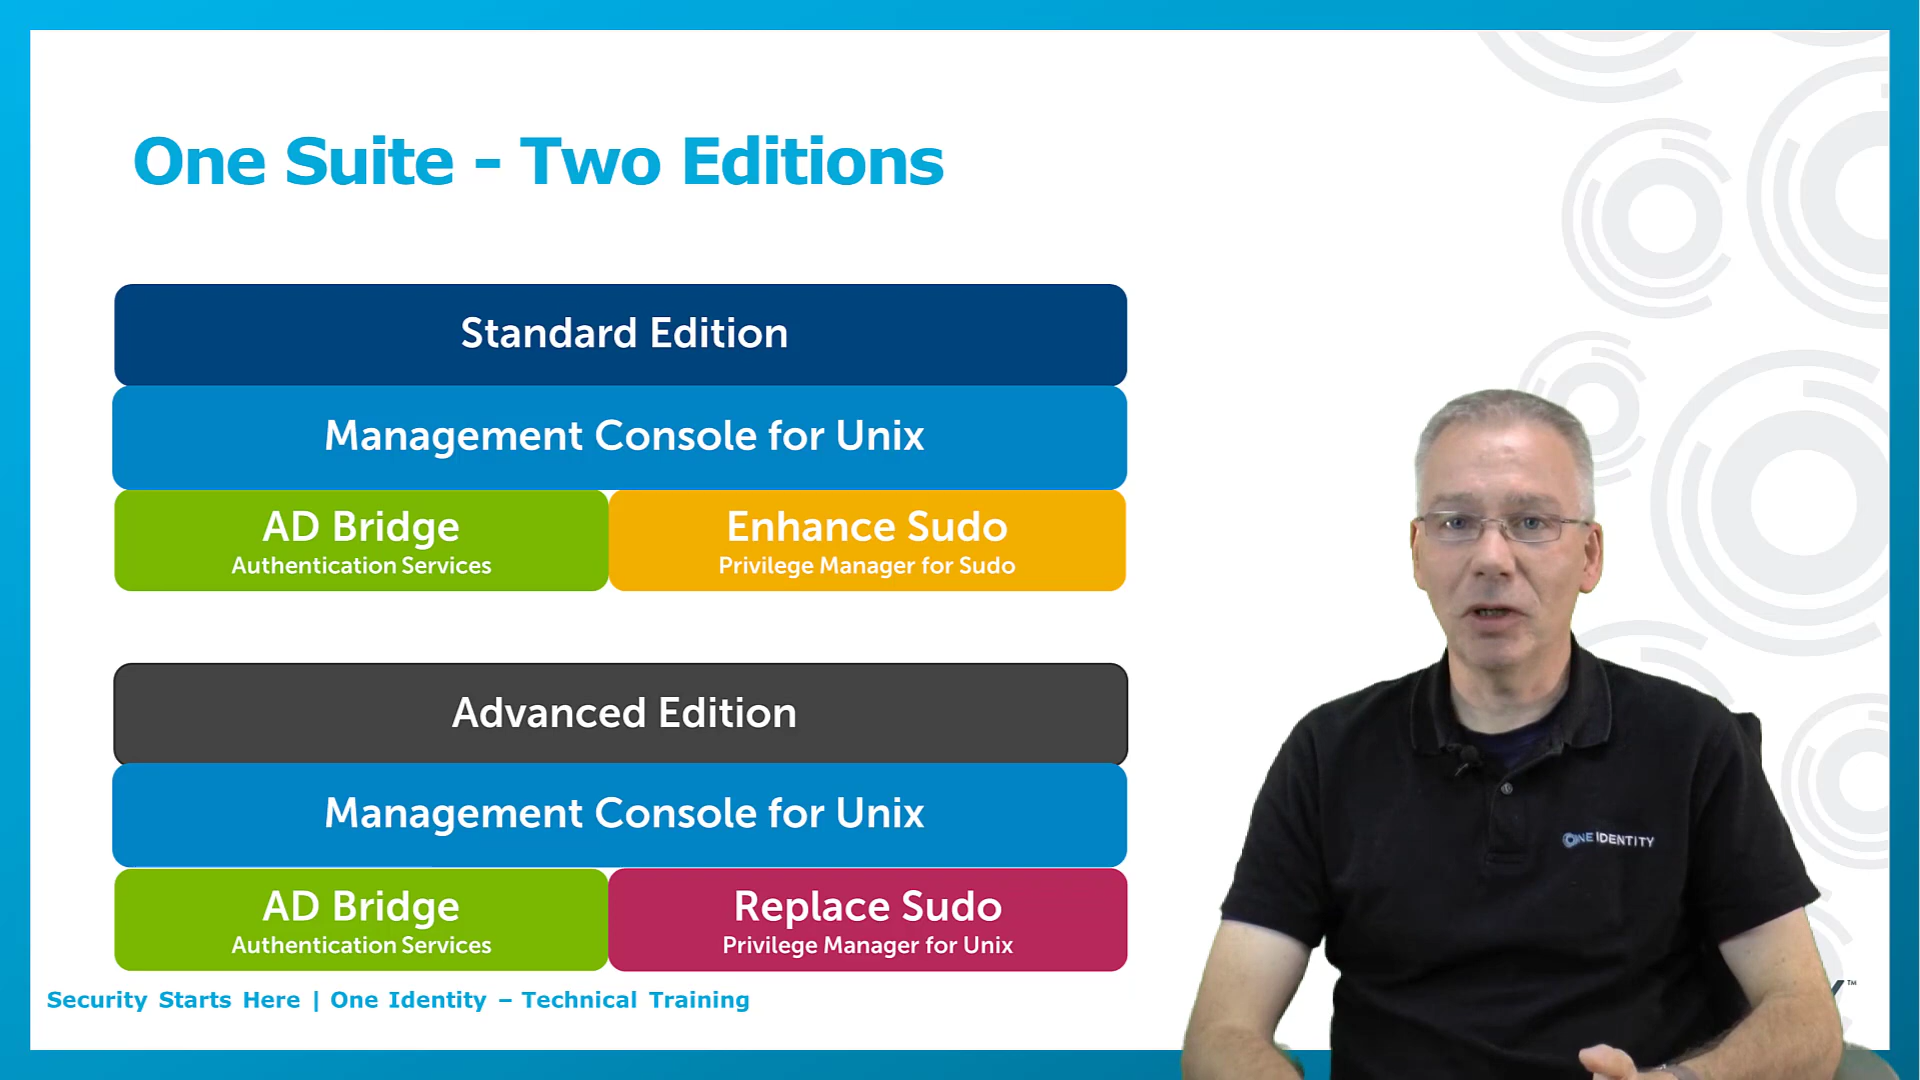 One Suite - Two Editions
Standard Edition
Management Console for Unix
AD Bridge
Authentication Services
Enhance Sudo
Privilege Manager for Sudo
Advanced Edition
Management Console for Unix
AD Bridge
Authentication Services
Replace Sudo
Privilege Manager for Unix
Security Starts Here | One Identity – Technical Training
ONE IDENTITY
™